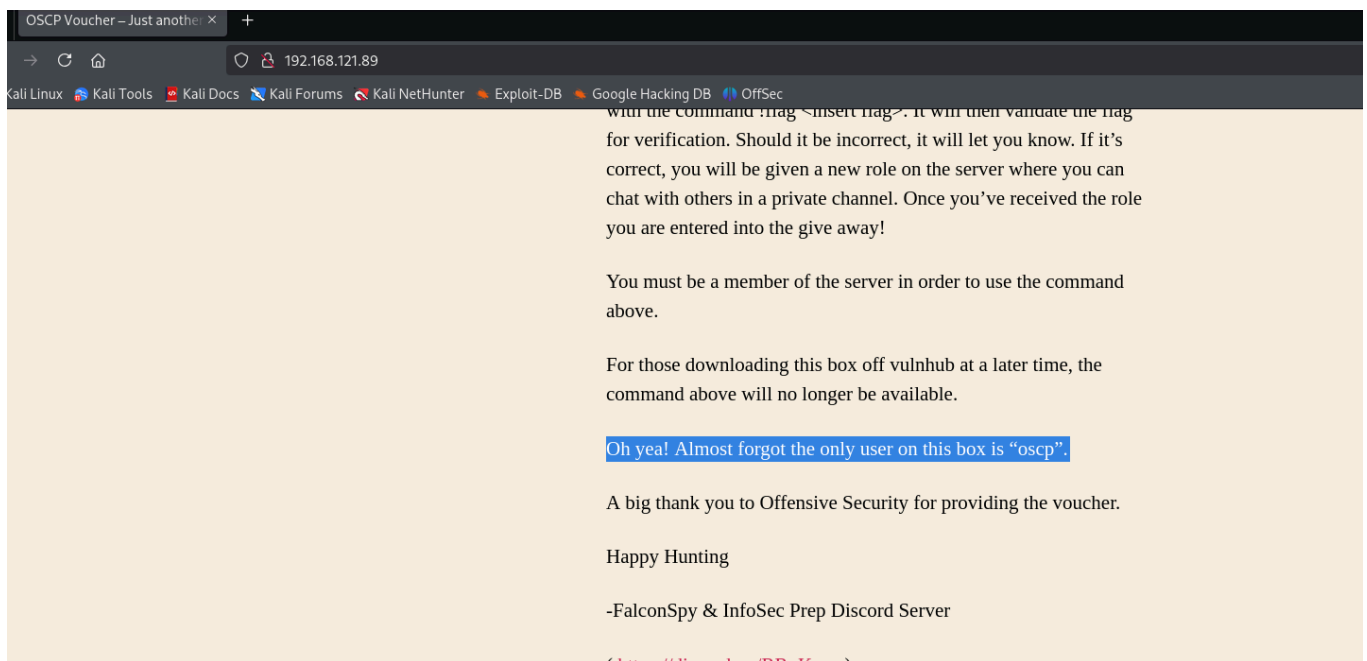 OSCP Voucher – Just another ×
+
192.168.121.89
Kali Linux Kali Tools Kali Docs Kali Forums Kali NetHunter Exploit-DB Google Hacking DB OffSec
with the command !flag <insert flag>. It will then validate the flag
for verification. Should it be incorrect, it will let you know. If it’s
correct, you will be given a new role on the server where you can
chat with others in a private channel. Once you’ve received the role
you are entered into the give away!
You must be a member of the server in order to use the command
above.
For those downloading this box off vulnhub at a later time, the
command above will no longer be available.
Oh yea! Almost forgot the only user on this box is “oscp”.
A big thank you to Offensive Security for providing the voucher.
Happy Hunting
-FalconSpy & InfoSec Prep Discord Server